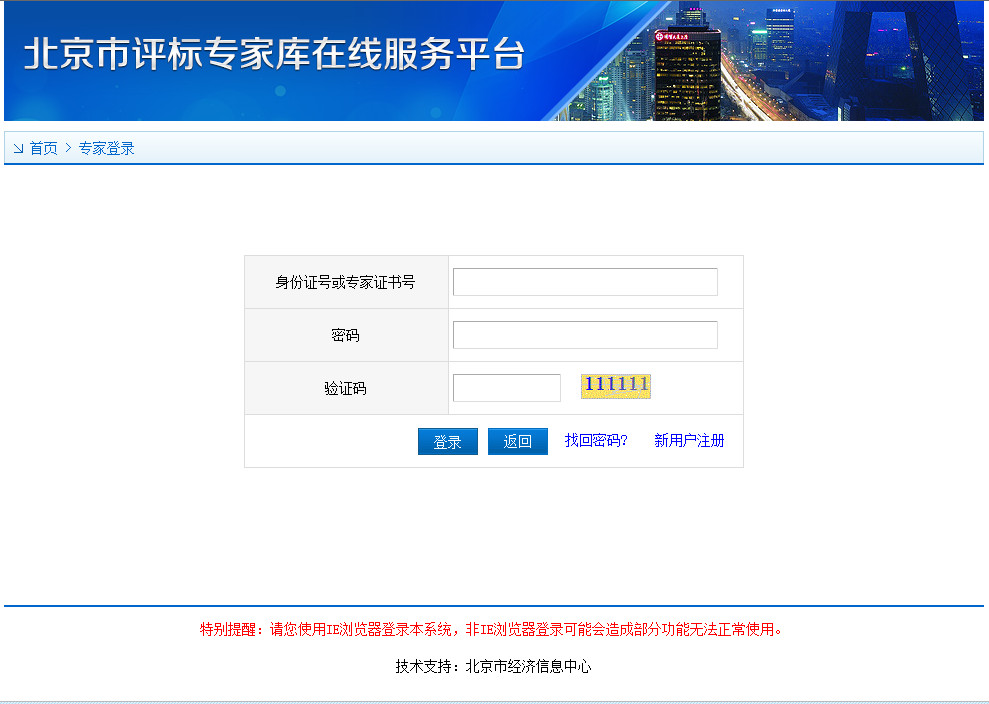 北京市评标专家库在线服务平台
首页 > 专家登录
身份证号或专家证书号
密码
验证码 111111
登录 返回 找回密码? 新用户注册
特别提醒：请您使用IE浏览器登录本系统，非IE浏览器登录可能会造成部分功能无法正常使用。
技术支持：北京市经济信息中心